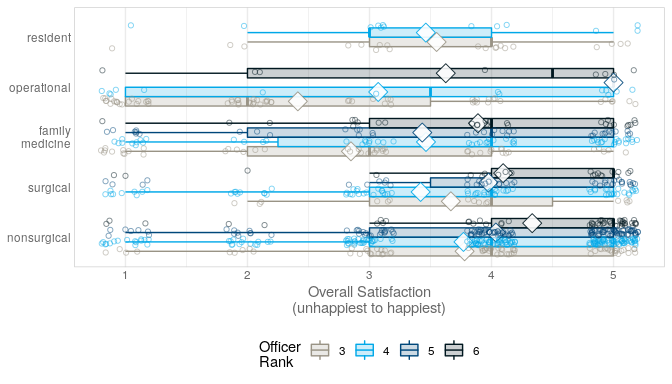 resident
operational
family
medicine
surgical
nonsurgical
1 2 3 4 5
Overall Satisfaction
(unhappiest to happiest)
Officer
Rank
3 4 5 6